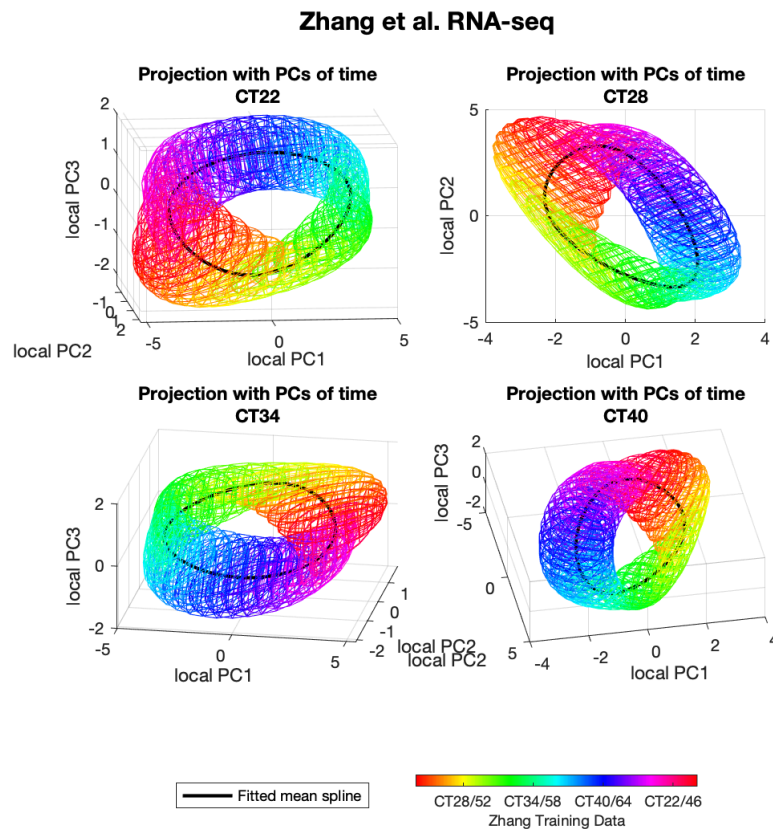 Zhang et al. RNA-seq
Projection with PCs of time
CT22
2
1
0
-1
-2
local PC3
-1
0
1
2
local PC2
-5
0
5
local PC1
Projection with PCs of time
CT28
5
0
-5
local PC2
-4
-2
0
2
4
local PC1
Projection with PCs of time
CT34
2
0
-2
local PC3
-5
0
5
local PC1
1
0
-1
-2
local PC2
Projection with PCs of time
CT40
2
0
-2
local PC3
-5
0
5
local PC2
-4
-2
0
2
4
local PC1
Fitted mean spline
CT28/52 CT34/58 CT40/64 CT22/46
Zhang Training Data